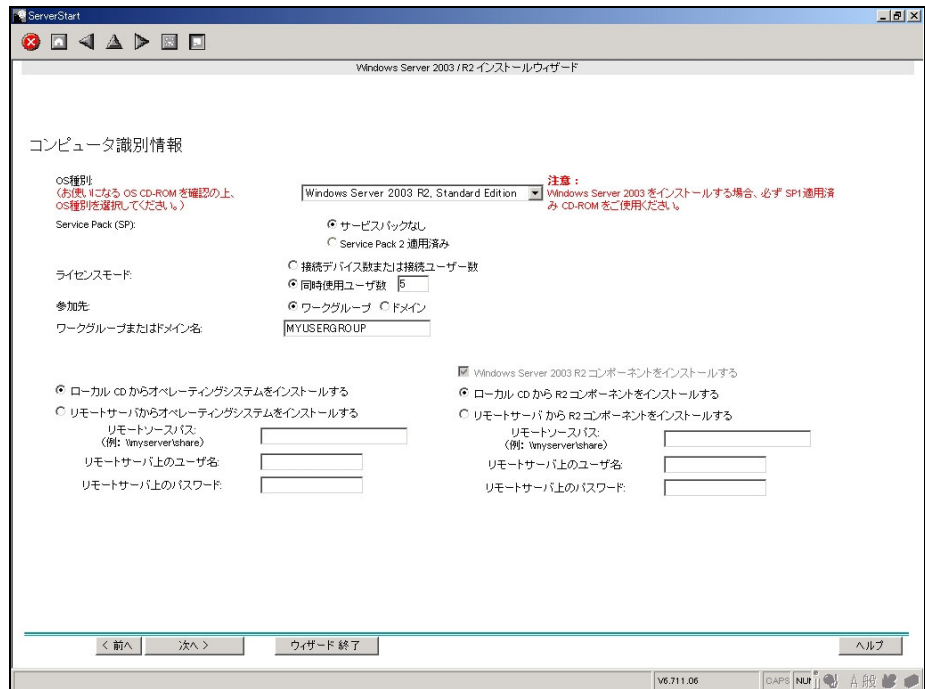 ServerStart
Windows Server 2003 / R2 インストールウィザード
コンピュータ識別情報
OS種別:
(お使いになる OS CD-ROM を確認の上、
OS種別を選択してください。)
Windows Server 2003 R2, Standard Edition
注意：
Windows Server 2003 をインストールする場合、必ず SP1適用済
み CD-ROM をご使用ください。
Service Pack (SP):
サービスパックなし
Service Pack 2 適用済み
ライセンスモード:
接続デバイス数または接続ユーザー数
同時使用ユーザ数 5
参加先:
ワークグループ ドメイン
ワークグループまたはドメイン名:
MYUSERGROUP
Windows Server 2003 R2 コンポーネントをインストールする
ローカル CD からオペレーティングシステムをインストールする
リモートサーバからオペレーティングシステムをインストールする
リモートソースパス:
(例: \\myserver\share)
リモートサーバ上のユーザ名:
リモートサーバ上のパスワード:
ローカル CD から R2 コンポーネントをインストールする
リモートサーバ から R2 コンポーネントをインストールする
リモートソースパス:
(例: \\myserver\share)
リモートサーバ上のユーザ名:
リモートサーバ上のパスワード:
< 前へ 次へ > ウィザード 終了 ヘルプ
V6.711.06 CAPS NUM A 般